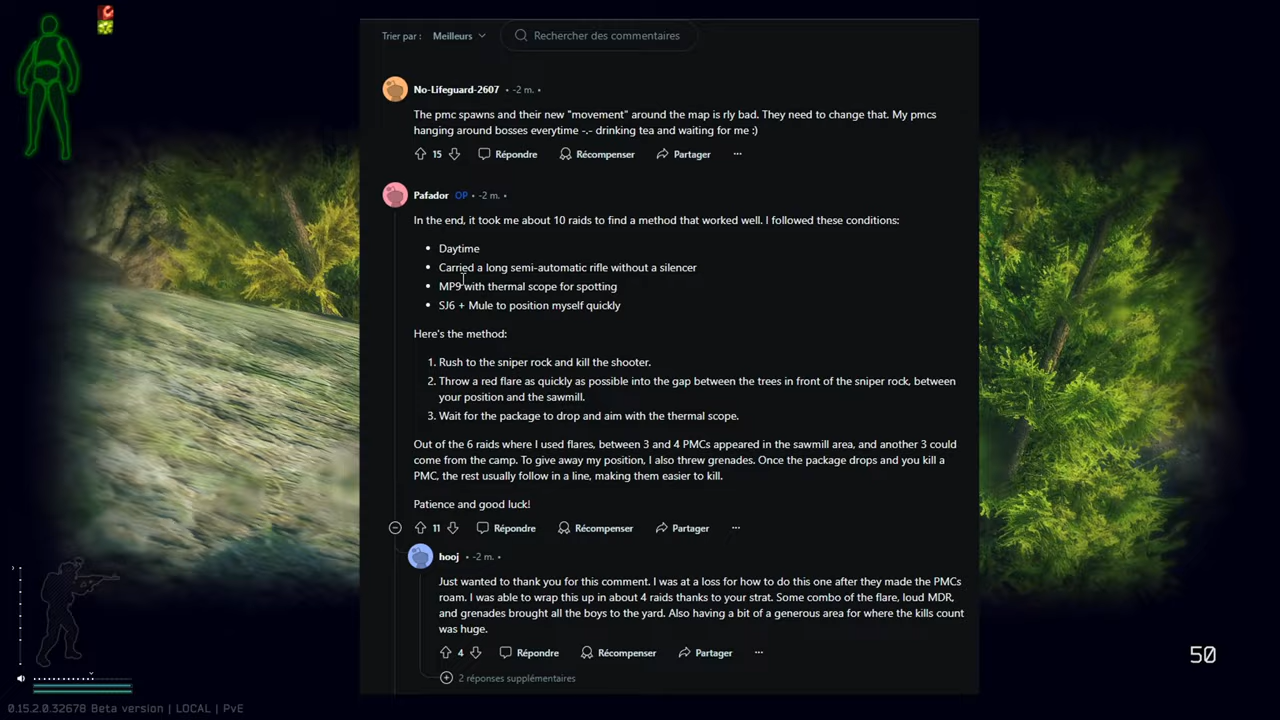 Trier par : Meilleurs Rechercher des commentaires
No-Lifeguard-2607 • -2 m. •
The pmc spawns and their new "movement" around the map is rly bad. They need to change that. My pmcs
hanging around bosses everytime -.- drinking tea and waiting for me :)
15 Répondre Récompenser Partager ...
Pafador OP • -2 m. •
In the end, it took me about 10 raids to find a method that worked well. I followed these conditions:
• Daytime
• Carried a long semi-automatic rifle without a silencer
• MP9 with thermal scope for spotting
• SJ6 + Mule to position myself quickly
Here's the method:
1. Rush to the sniper rock and kill the shooter.
2. Throw a red flare as quickly as possible into the gap between the trees in front of the sniper rock, between
your position and the sawmill.
3. Wait for the package to drop and aim with the thermal scope.
Out of the 6 raids where I used flares, between 3 and 4 PMCs appeared in the sawmill area, and another 3 could
come from the camp. To give away my position, I also threw grenades. Once the package drops and you kill a
PMC, the rest usually follow in a line, making them easier to kill.
Patience and good luck!
11 Répondre Récompenser Partager ...
hooj • -2 m. •
Just wanted to thank you for this comment. I was at a loss for how to do this one after they made the PMCs
roam. I was able to wrap this up in about 4 raids thanks to your strat. Some combo of the flare, loud MDR,
and grenades brought all the boys to the yard. Also having a bit of a generous area for where the kills count
was huge.
4 Répondre Récompenser Partager ...
2 réponses supplémentaires
50
0.15.2.0.32678 Beta version | LOCAL | PvE